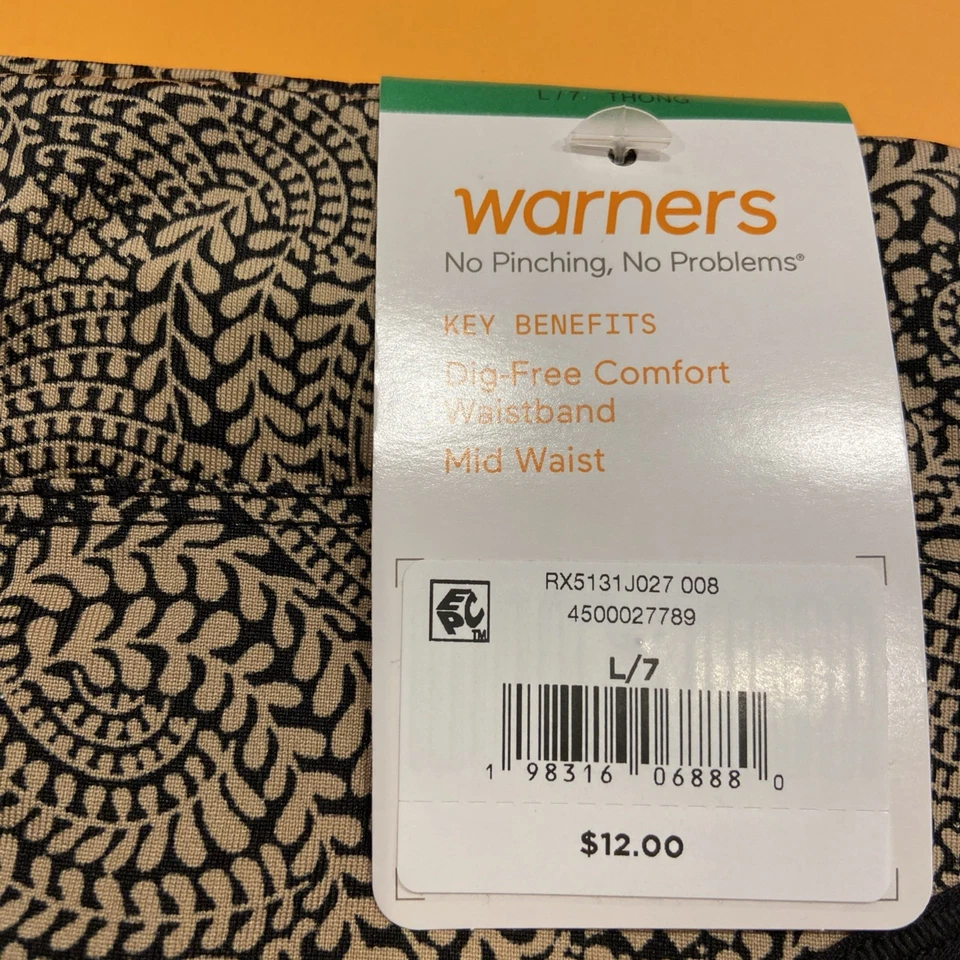 L/7 THONG
warners
No Pinching, No Problems®
KEY BENEFITS
Dig-Free Comfort
Waistband
Mid Waist
RX5131J027 008
4500027789
EPC™
L/7
1 98316 06888 0
$12.00